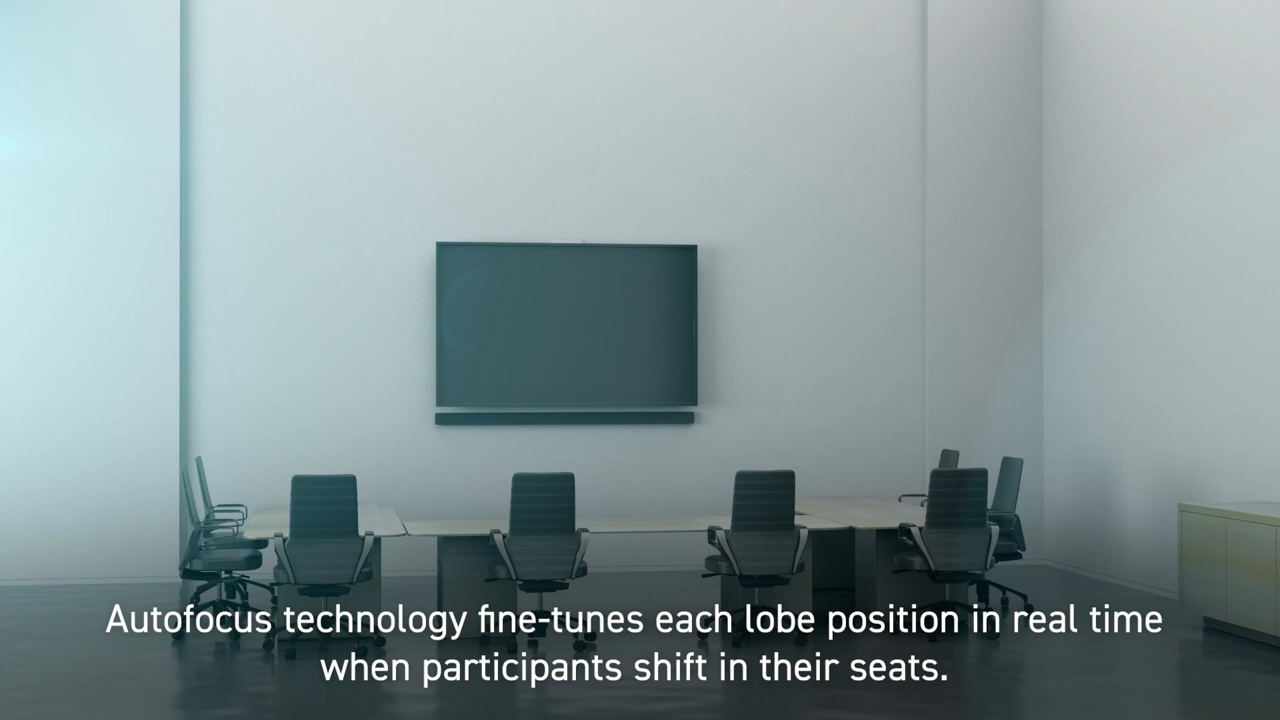 Autofocus technology fine-tunes each lobe position in real time
when participants shift in their seats.